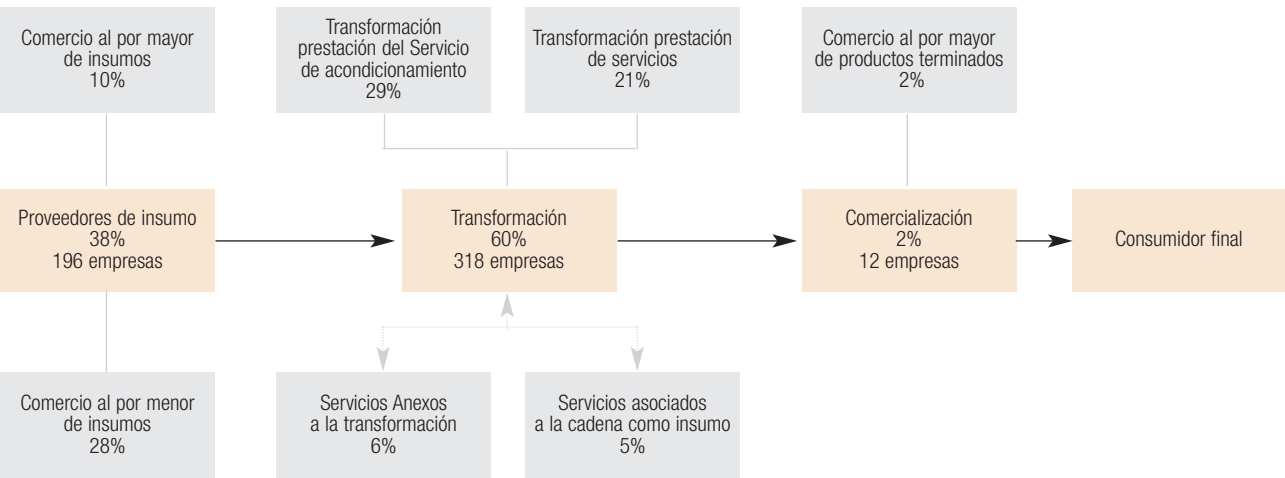 Comercio al por mayor
de insumos
10%
Transformación
prestación del Servicio
de acondicionamiento
29%
Transformación prestación
de servicios
21%
Comercio al por mayor
de productos terminados
2%
Proveedores de insumo
38%
196 empresas
Transformación
60%
318 empresas
Comercialización
2%
12 empresas
Consumidor final
Comercio al por menor
de insumos
28%
Servicios Anexos
a la transformación
6%
Servicios asociados
a la cadena como insumo
5%